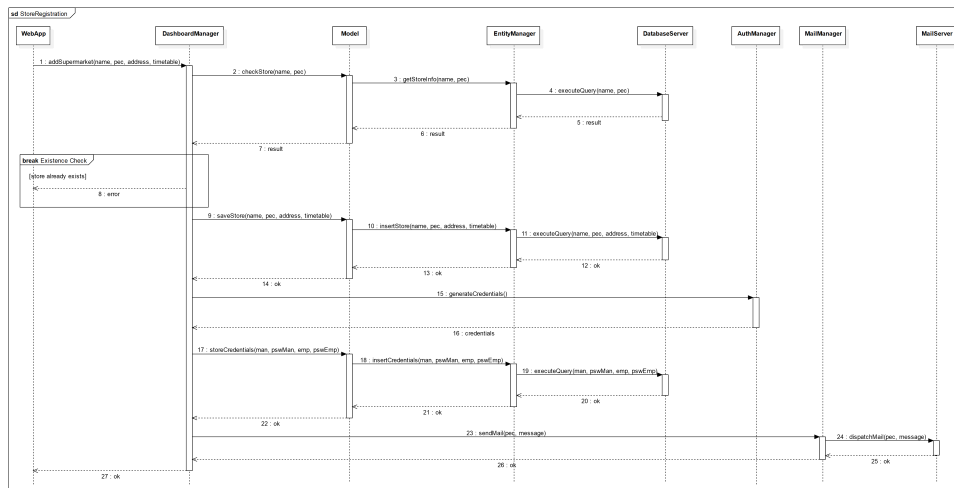 sd StoreRegistration
WebApp
DashboardManager
Model
EntityManager
DatabaseServer
AuthManager
MailManager
MailServer
1 : addSupermarket(name, pec, address, timetable)
2 : checkStore(name, pec)
3 : getStoreInfo(name, pec)
4 : executeQuery(name, pec)
5 : result
6 : result
7 : result
break Existence Check
[store already exists]
8 : error
9 : saveStore(name, pec, address, timetable)
10 : insertStore(name, pec, address, timetable)
11 : executeQuery(name, pec, address, timetable)
12 : ok
13 : ok
14 : ok
15 : generateCredentials()
16 : credentials
17 : storeCredentials(man, pswMan, emp, pswEmp)
18 : insertCredentials(man, pswMan, emp, pswEmp)
19 : executeQuery(man, pswMan, emp, pswEmp)
20 : ok
21 : ok
22 : ok
23 : sendMail(pec, message)
24 : dispatchMail(pec, message)
25 : ok
26 : ok
27 : ok